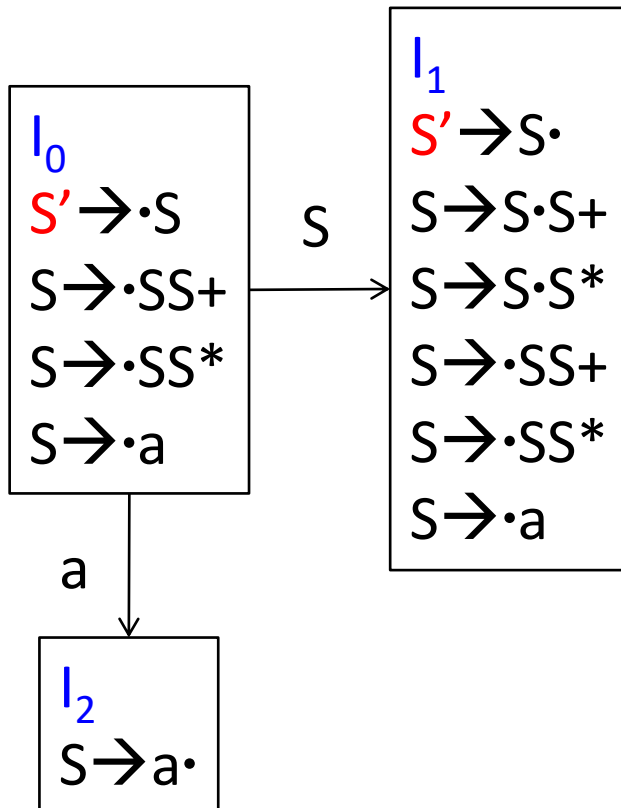 I₀
S’→·S
S→·SS+
S→·SS*
S→·a
S
I₁
S’→S·
S→S·S+
S→S·S*
S→·SS+
S→·SS*
S→·a
a
I₂
S→a·